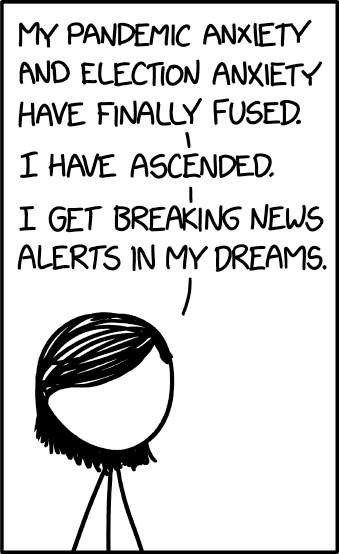 MY PANDEMIC ANXIETY
AND ELECTION ANXIETY
HAVE FINALLY FUSED.
I HAVE ASCENDED.
I GET BREAKING NEWS
ALERTS IN MY DREAMS.